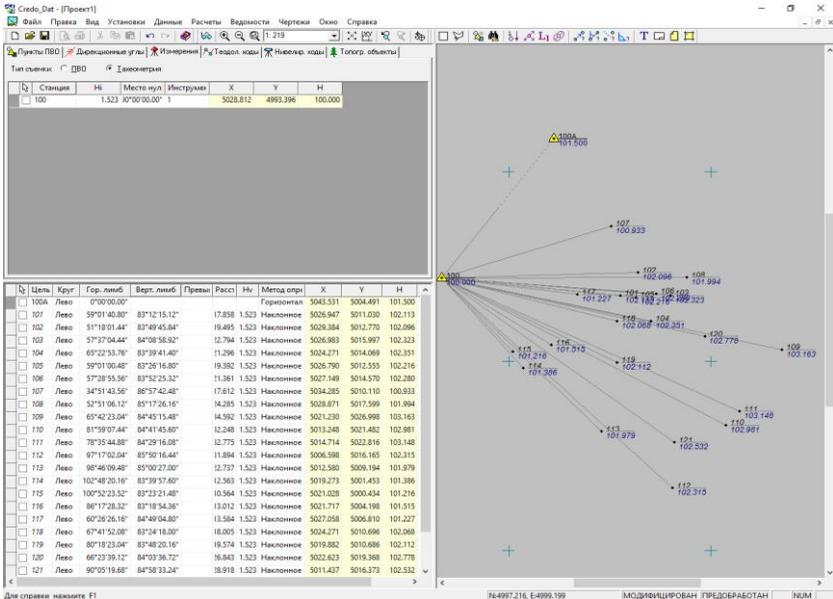 Credo_Dat - [Проект1]
Файл Правка Вид Установки Данные Расчеты Ведомости Чертежи Окно Справка
1: 219
Пункты ПВО Дирекционные углы Измерения Теодол. ходы Нивелир. ходы Топогр. объекты
Тип съемки: ПВО Тахеометрия
Станция Hi Место нул Инструмен X Y H
100 1.523 )0°00'00.00" 1 5028.812 4993.396 100.000
Цель Круг Гор. лимб Верт. лимб Превыш Рассто Hv Метод опре X Y H
100A Лево 0°00'00.00" Горизонтал 5043.531 5004.491 101.500
101 Лево 59°01'40.80" 83°12'15.12" 17.858 1.523 Наклонное 5026.947 5011.030 102.113
102 Лево 51°18'01.44" 83°49'45.84" 19.495 1.523 Наклонное 5029.384 5012.770 102.096
103 Лево 57°37'04.44" 84°08'58.92" 22.794 1.523 Наклонное 5026.983 5015.997 102.323
104 Лево 65°22'53.76" 83°39'41.40" 21.296 1.523 Наклонное 5024.271 5014.069 102.351
105 Лево 59°01'00.48" 83°26'16.80" 19.392 1.523 Наклонное 5026.790 5012.555 102.216
106 Лево 57°28'55.56" 83°52'25.32" 21.361 1.523 Наклонное 5027.149 5014.570 102.280
107 Лево 34°51'43.56" 86°57'42.48" 17.612 1.523 Наклонное 5034.285 5010.110 100.933
108 Лево 52°51'06.12" 85°17'26.16" 24.285 1.523 Наклонное 5028.871 5017.599 101.994
109 Лево 65°42'23.04" 84°45'15.48" 34.592 1.523 Наклонное 5021.230 5026.998 103.163
110 Лево 81°59'07.44" 84°41'45.60" 32.248 1.523 Наклонное 5013.248 5021.482 102.981
111 Лево 78°35'44.88" 84°29'16.08" 32.775 1.523 Наклонное 5014.714 5022.816 103.148
112 Лево 97°17'02.04" 85°50'16.44" 31.894 1.523 Наклонное 5006.598 5016.165 102.315
113 Лево 98°46'09.48" 85°00'27.00" 22.737 1.523 Наклонное 5012.580 5009.194 101.979
114 Лево 102°48'20.16" 83°39'57.60" 12.563 1.523 Наклонное 5019.273 5001.453 101.386
115 Лево 100°52'23.52" 83°23'21.48" 10.564 1.523 Наклонное 5021.028 5000.434 101.216
116 Лево 86°17'28.32" 83°18'54.36" 13.012 1.523 Наклонное 5021.717 5004.198 101.515
117 Лево 60°26'26.16" 84°49'04.80" 13.584 1.523 Наклонное 5027.058 5006.810 101.227
118 Лево 67°41'52.08" 83°24'18.00" 18.005 1.523 Наклонное 5024.271 5010.696 102.068
119 Лево 80°18'23.04" 83°48'20.16" 19.574 1.523 Наклонное 5019.882 5010.686 102.112
120 Лево 66°23'39.12" 84°03'36.72" 26.843 1.523 Наклонное 5022.623 5019.368 102.778
121 Лево 90°05'19.68" 84°58'33.24" 28.918 1.523 Наклонное 5011.437 5016.373 102.532
100A
101.500
107
100.933
102
102.096
108
101.994
100
100.000
117
101.227
101
106
103
102.323
118
102.068
104
102.351
120
102.778
109
103.163
115
101.216
116
101.515
114
101.386
119
102.112
111
103.148
110
102.981
113
101.979
121
102.532
112
102.315
Для справки нажмите F1 N:4997.216, E:4999.199 МОДИФИЦИРОВАН ПРЕДОБРАБОТАН NUM